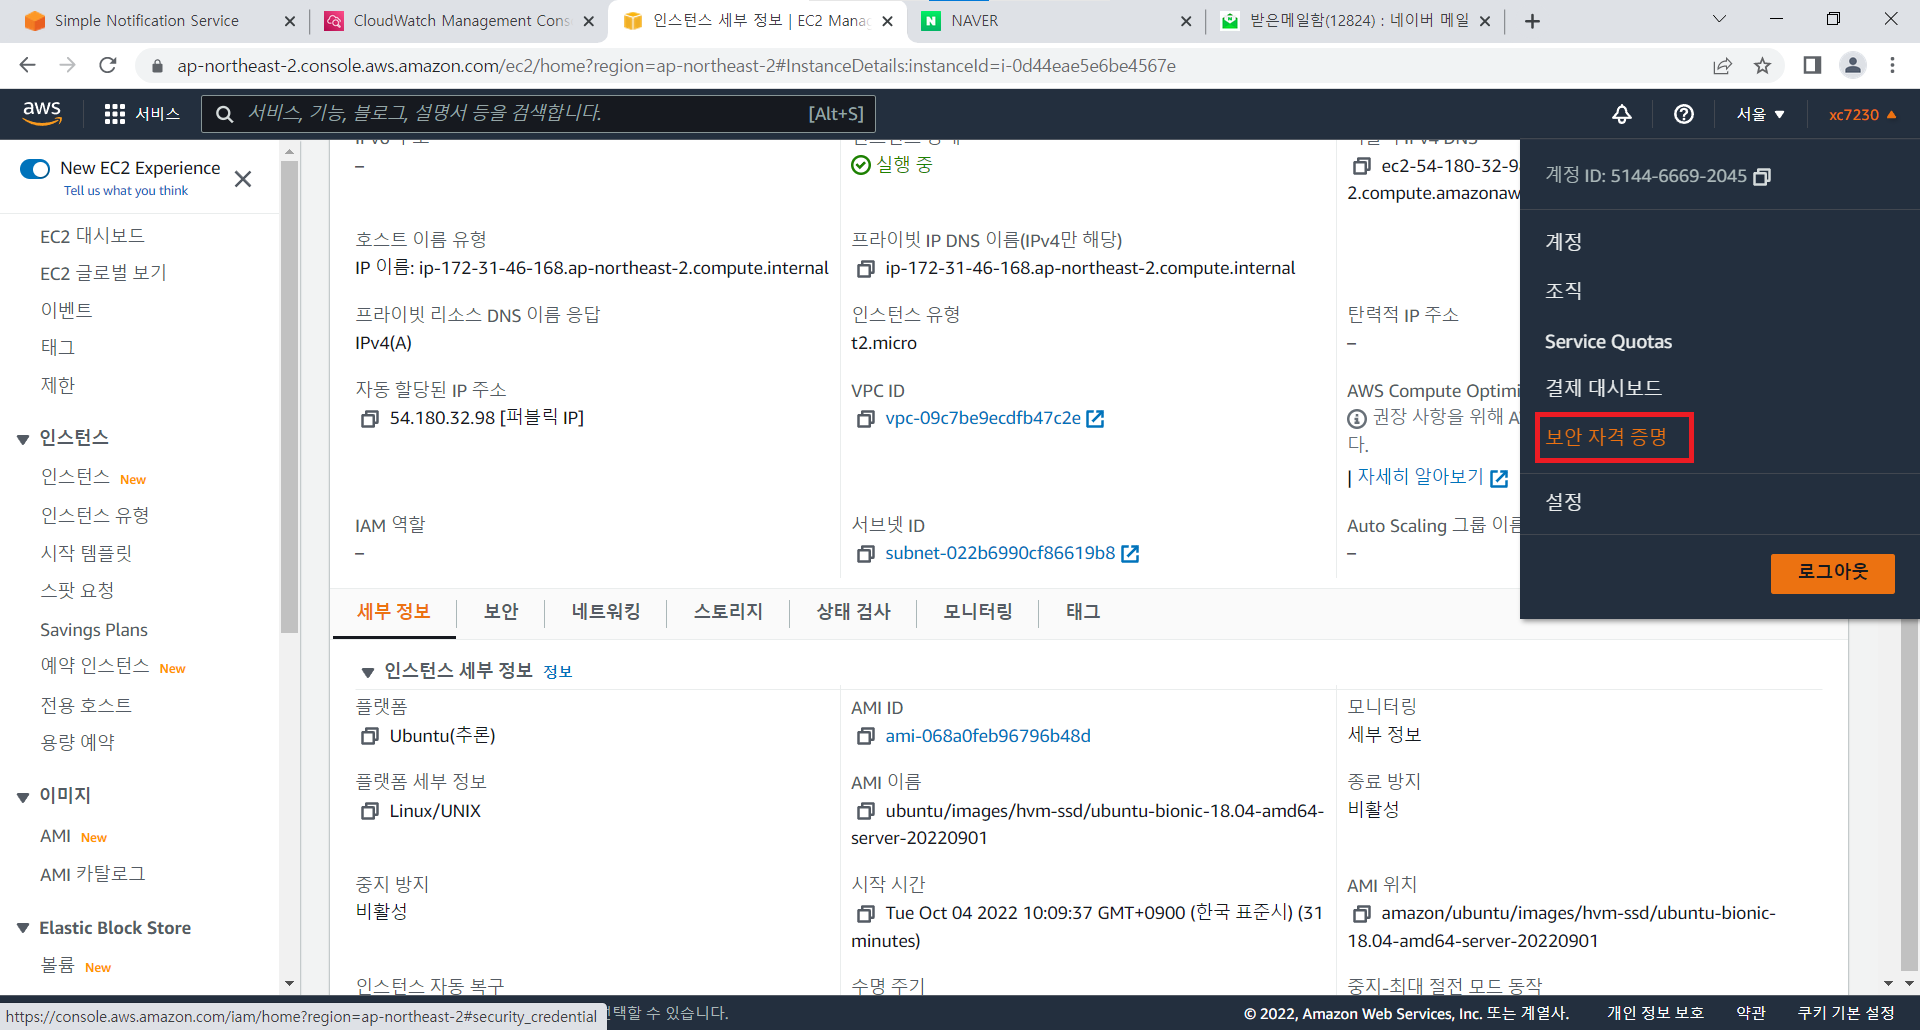 Simple Notification Service
CloudWatch Management Cons
인스턴스 세부 정보 | EC2 Mana
NAVER
받은메일함(12824) : 네이버 메일
ap-northeast-2.console.aws.amazon.com/ec2/home?region=ap-northeast-2#InstanceDetails:instanceId=i-0d44eae5e6be4567e
aws
서비스
서비스, 기능, 블로그, 설명서 등을 검색합니다.
[Alt+S]
서울
xc7230
New EC2 Experience
Tell us what you think
EC2 대시보드
EC2 글로벌 보기
이벤트
태그
제한
인스턴스
인스턴스 New
인스턴스 유형
시작 템플릿
스팟 요청
Savings Plans
예약 인스턴스 New
전용 호스트
용량 예약
이미지
AMI New
AMI 카탈로그
Elastic Block Store
볼륨 New
–
실행 중
ec2-54-180-32-9
2.compute.amazonaw
호스트 이름 유형
IP 이름: ip-172-31-46-168.ap-northeast-2.compute.internal
프라이빗 IP DNS 이름(IPv4만 해당)
ip-172-31-46-168.ap-northeast-2.compute.internal
프라이빗 리소스 DNS 이름 응답
IPv4(A)
인스턴스 유형
t2.micro
탄력적 IP 주소
–
자동 할당된 IP 주소
54.180.32.98 [퍼블릭 IP]
VPC ID
vpc-09c7be9ecdfb47c2e
AWS Compute Optimi
권장 사항을 위해 A
다.
| 자세히 알아보기
IAM 역할
–
서브넷 ID
subnet-022b6990cf86619b8
Auto Scaling 그룹 이름
–
계정 ID: 5144-6669-2045
계정
조직
Service Quotas
결제 대시보드
보안 자격 증명
설정
로그아웃
세부 정보
보안
네트워킹
스토리지
상태 검사
모니터링
태그
인스턴스 세부 정보 정보
플랫폼
Ubuntu(추론)
AMI ID
ami-068a0feb96796b48d
모니터링
세부 정보
플랫폼 세부 정보
Linux/UNIX
AMI 이름
ubuntu/images/hvm-ssd/ubuntu-bionic-18.04-amd64-
server-20220901
종료 방지
비활성
중지 방지
비활성
시작 시간
Tue Oct 04 2022 10:09:37 GMT+0900 (한국 표준시) (31
minutes)
AMI 위치
amazon/ubuntu/images/hvm-ssd/ubuntu-bionic-
18.04-amd64-server-20220901
인스턴스 자동 복구
수명 주기
중지-최대 절전 모드 동작
https://console.aws.amazon.com/iam/home?region=ap-northeast-2#security_credential
선택할 수 있습니다.
© 2022, Amazon Web Services, Inc. 또는 계열사.
개인 정보 보호
약관
쿠키 기본 설정